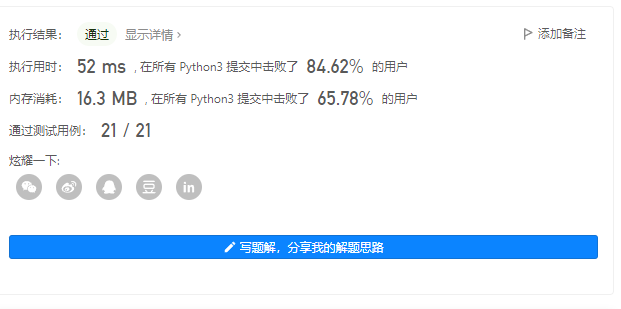 执行结果： 通过 显示详情 › 添加备注
执行用时： 52 ms , 在所有 Python3 提交中击败了 84.62% 的用户
内存消耗： 16.3 MB , 在所有 Python3 提交中击败了 65.78% 的用户
通过测试用例： 21 / 21
炫耀一下:
豆 in
写题解，分享我的解题思路